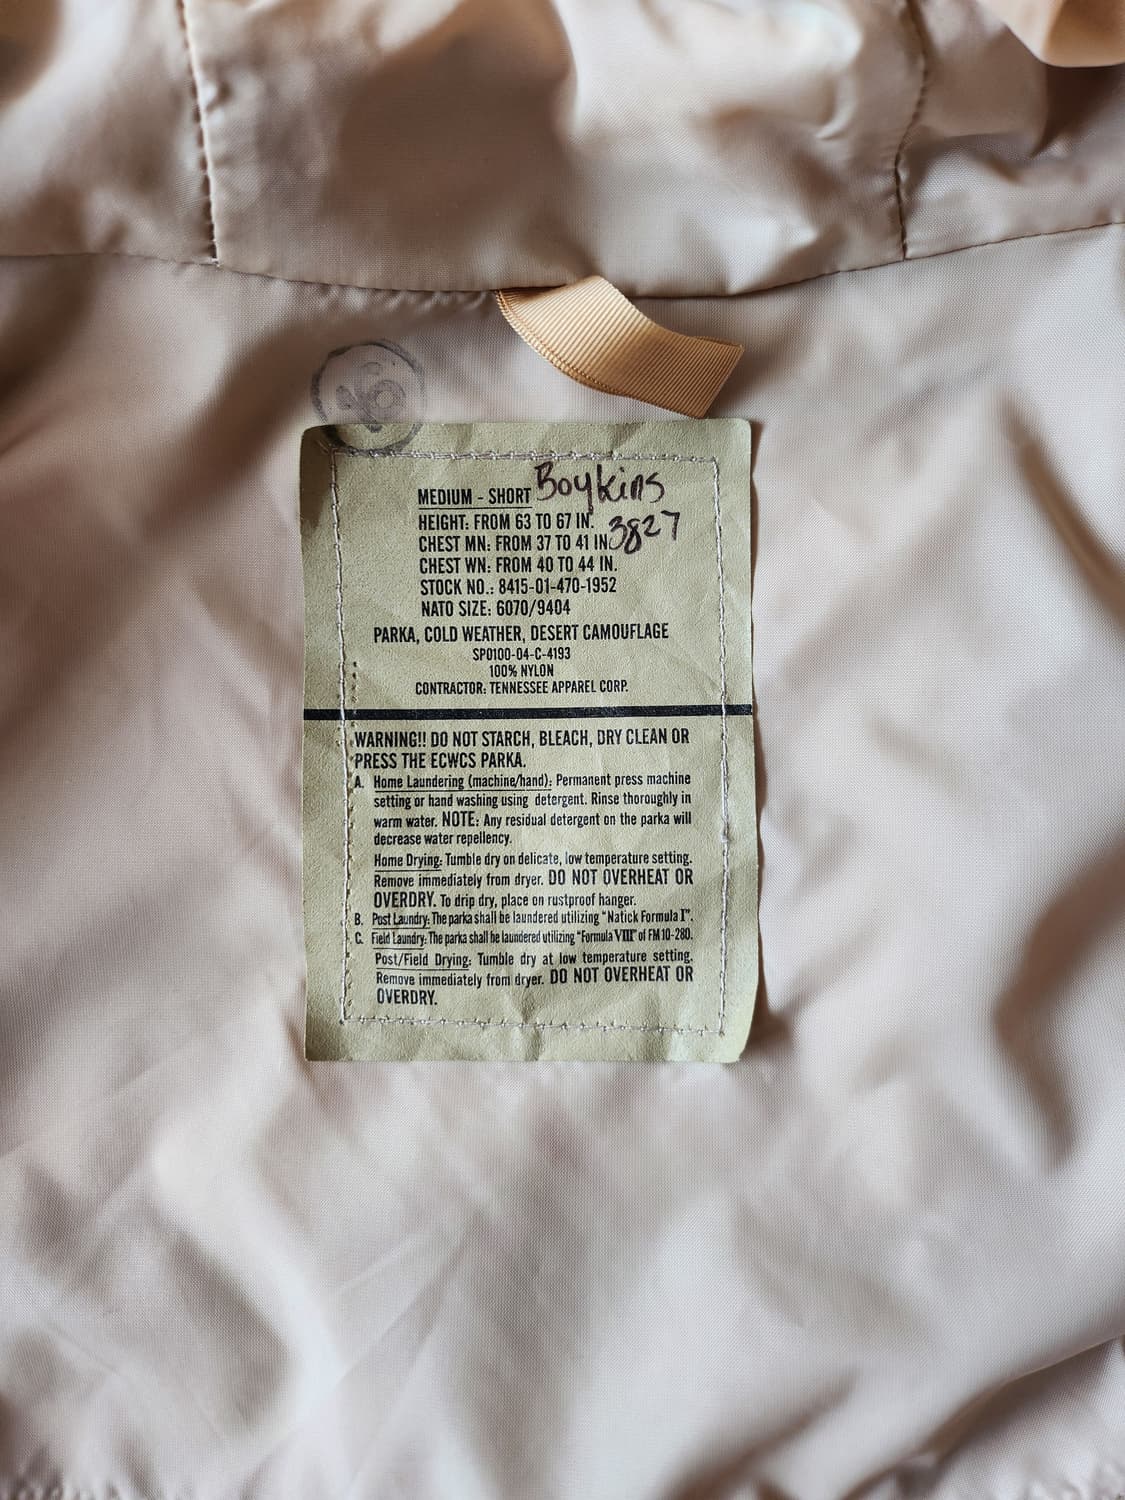 MEDIUM - SHORT Boykins
HEIGHT: FROM 63 TO 67 IN.
3827
CHEST MN: FROM 37 TO 41 IN
CHEST WN: FROM 40 TO 44 IN.
STOCK NO.: 8415-01-470-1952
NATO SIZE: 6070/9404
PARKA, COLD WEATHER, DESERT CAMOUFLAGE
SP0100-04-C-4193
100% NYLON
CONTRACTOR: TENNESSEE APPAREL CORP.
WARNING!! DO NOT STARCH, BLEACH, DRY CLEAN OR
PRESS THE ECWCS PARKA.
A. Home Laundering (machine/hand): Permanent press machine
setting or hand washing using detergent. Rinse thoroughly in
warm water. NOTE: Any residual detergent on the parka will
decrease water repellency.
Home Drying: Tumble dry on delicate, low temperature setting.
Remove immediately from dryer. DO NOT OVERHEAT OR
OVERDRY. To drip dry, place on rustproof hanger.
B. Post Laundry: The parka shall be laundered utilizing "Natick Formula I".
C. Field Laundry: The parka shall be laundered utilizing "Formula VIII" of FM 10-280.
Post/Field Drying: Tumble dry at low temperature setting.
Remove immediately from dryer. DO NOT OVERHEAT OR
OVERDRY.